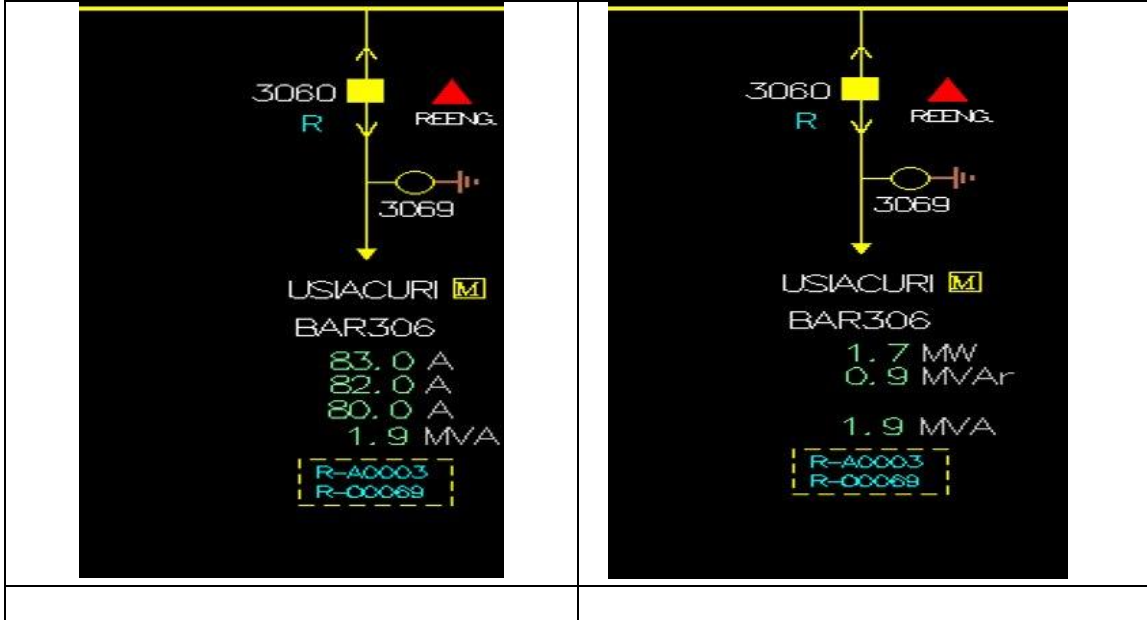 3060
R
REENG.
3069
USIACURI M
BAR306
83.0 A
82.0 A
80.0 A
1.9 MVA
R-A0003
R-O0069
3060
R
REENG.
3069
USIACURI M
BAR306
1.7 MW
0.9 MVAr
1.9 MVA
R-A0003
R-O0069